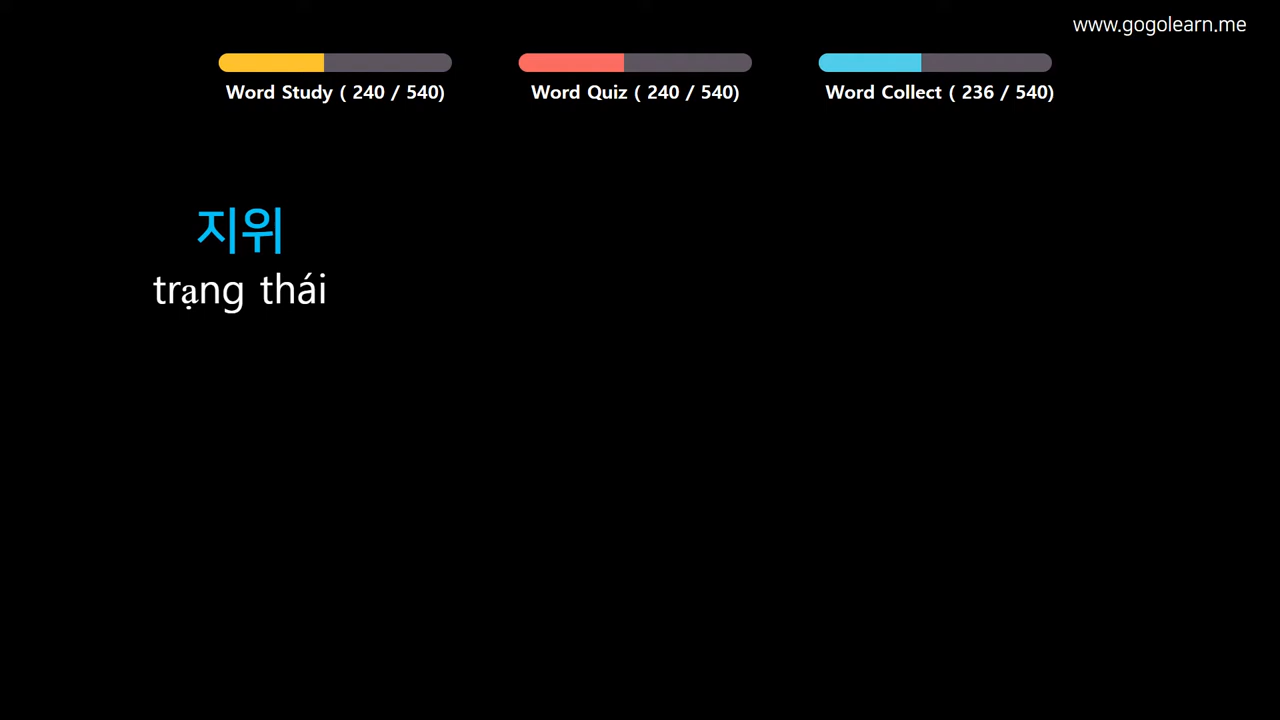 www.gogolearn.me
Word Study ( 240 / 540)
Word Quiz ( 240 / 540)
Word Collect ( 236 / 540)
지위
trạng thái